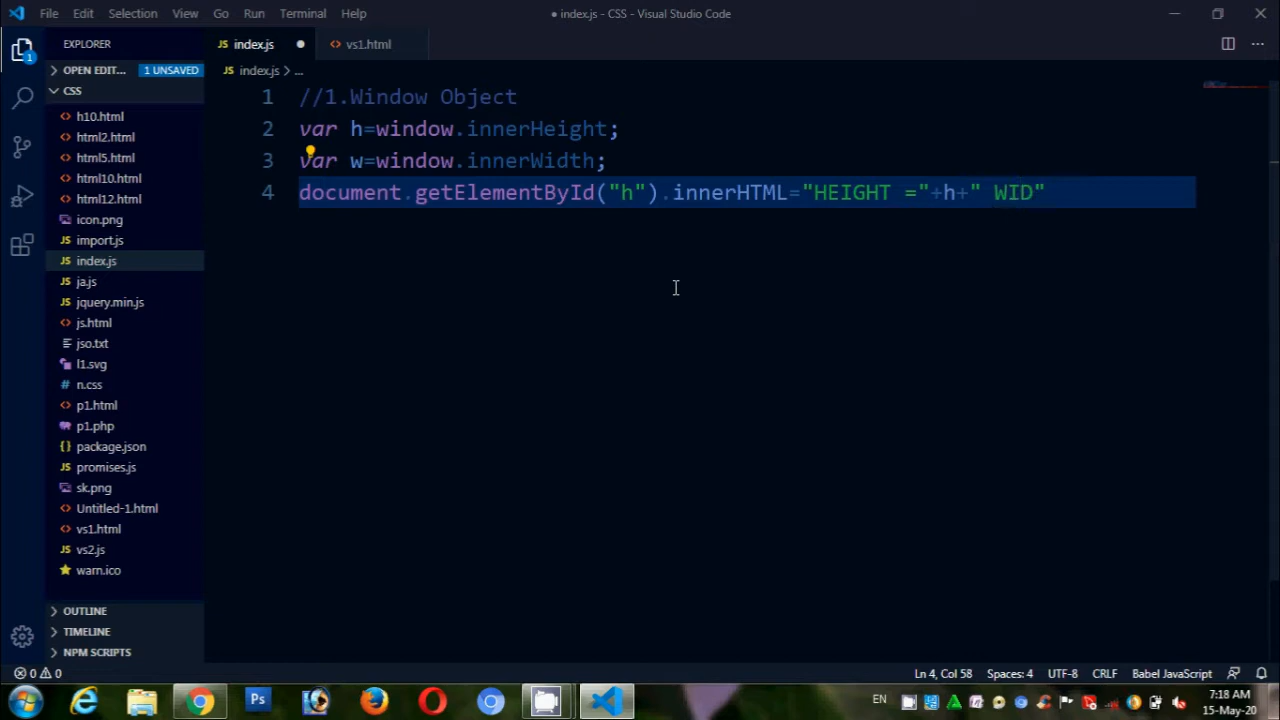 File Edit Selection View Go Run Terminal Help
● index.js - CSS - Visual Studio Code
EXPLORER
index.js
vs1.html
OPEN EDIT... 1 UNSAVED
index.js > ...
CSS
h10.html
html2.html
html5.html
html10.html
html12.html
icon.png
import.js
index.js
ja.js
jquery.min.js
js.html
jso.txt
l1.svg
n.css
p1.html
p1.php
package.json
promises.js
sk.png
Untitled-1.html
vs1.html
vs2.js
warn.ico
OUTLINE
TIMELINE
NPM SCRIPTS
1 //1.Window Object
2 var h=window.innerHeight;
3 var w=window.innerWidth;
4 document.getElementById("h").innerHTML="HEIGHT ="+h+" WID"
1
0 0
Ln 4, Col 58 Spaces: 4 UTF-8 CRLF Babel JavaScript
Ps
EN
7:18 AM
15-May-20